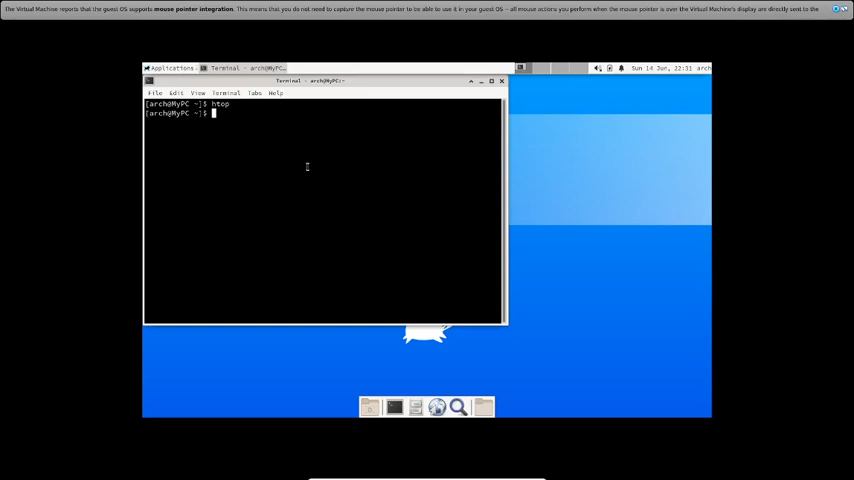 The Virtual Machine reports that the guest OS supports mouse pointer integration. This means that you do not need to capture the mouse pointer to be able to use it in your guest OS -- all mouse actions you perform when the mouse pointer is over the Virtual Machine's display are directly sent to the
Applications Terminal - arch@MyPC... Sun 14 Jun, 22:31 arch
Terminal - arch@MyPC:~
File Edit View Terminal Tabs Help
[arch@MyPC ~]$ htop
[arch@MyPC ~]$